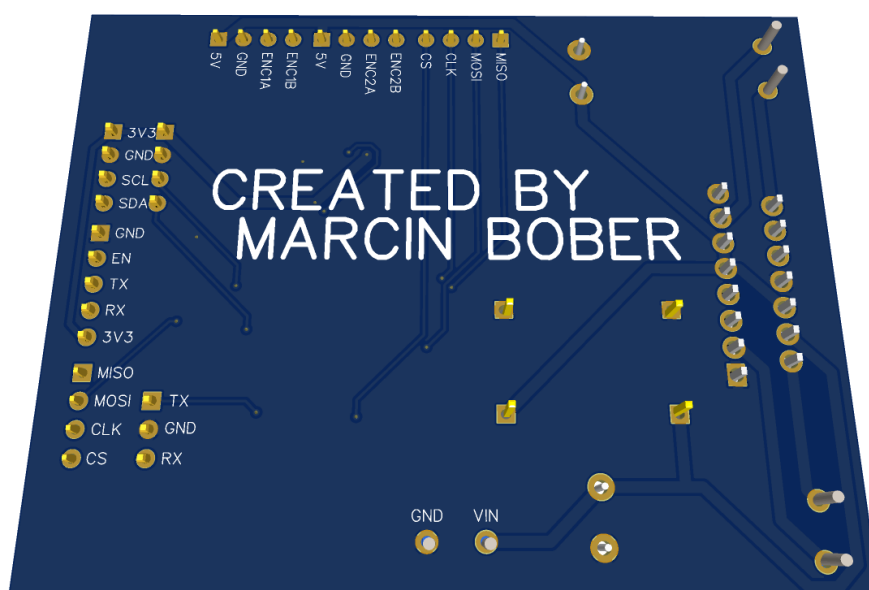 5V GND ENC1A ENC1B 5V GND ENC2A ENC2B CS CLK MOSI MISO
3V3
GND
SCL
SDA
CREATED BY
MARCIN BOBER
GND
EN
TX
RX
3V3
MISO
MOSI TX
CLK GND
CS RX
GND VIN